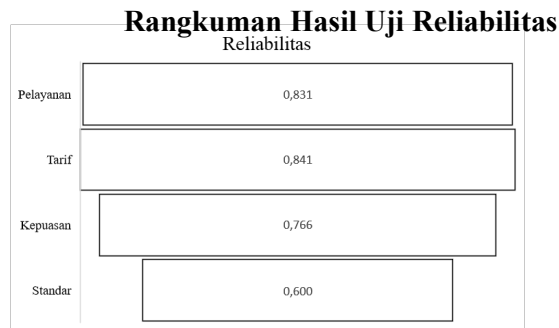 Rangkuman Hasil Uji Reliabilitas
Reliabilitas
Pelayanan 0,831
Tarif 0,841
Kepuasan 0,766
Standar 0,600